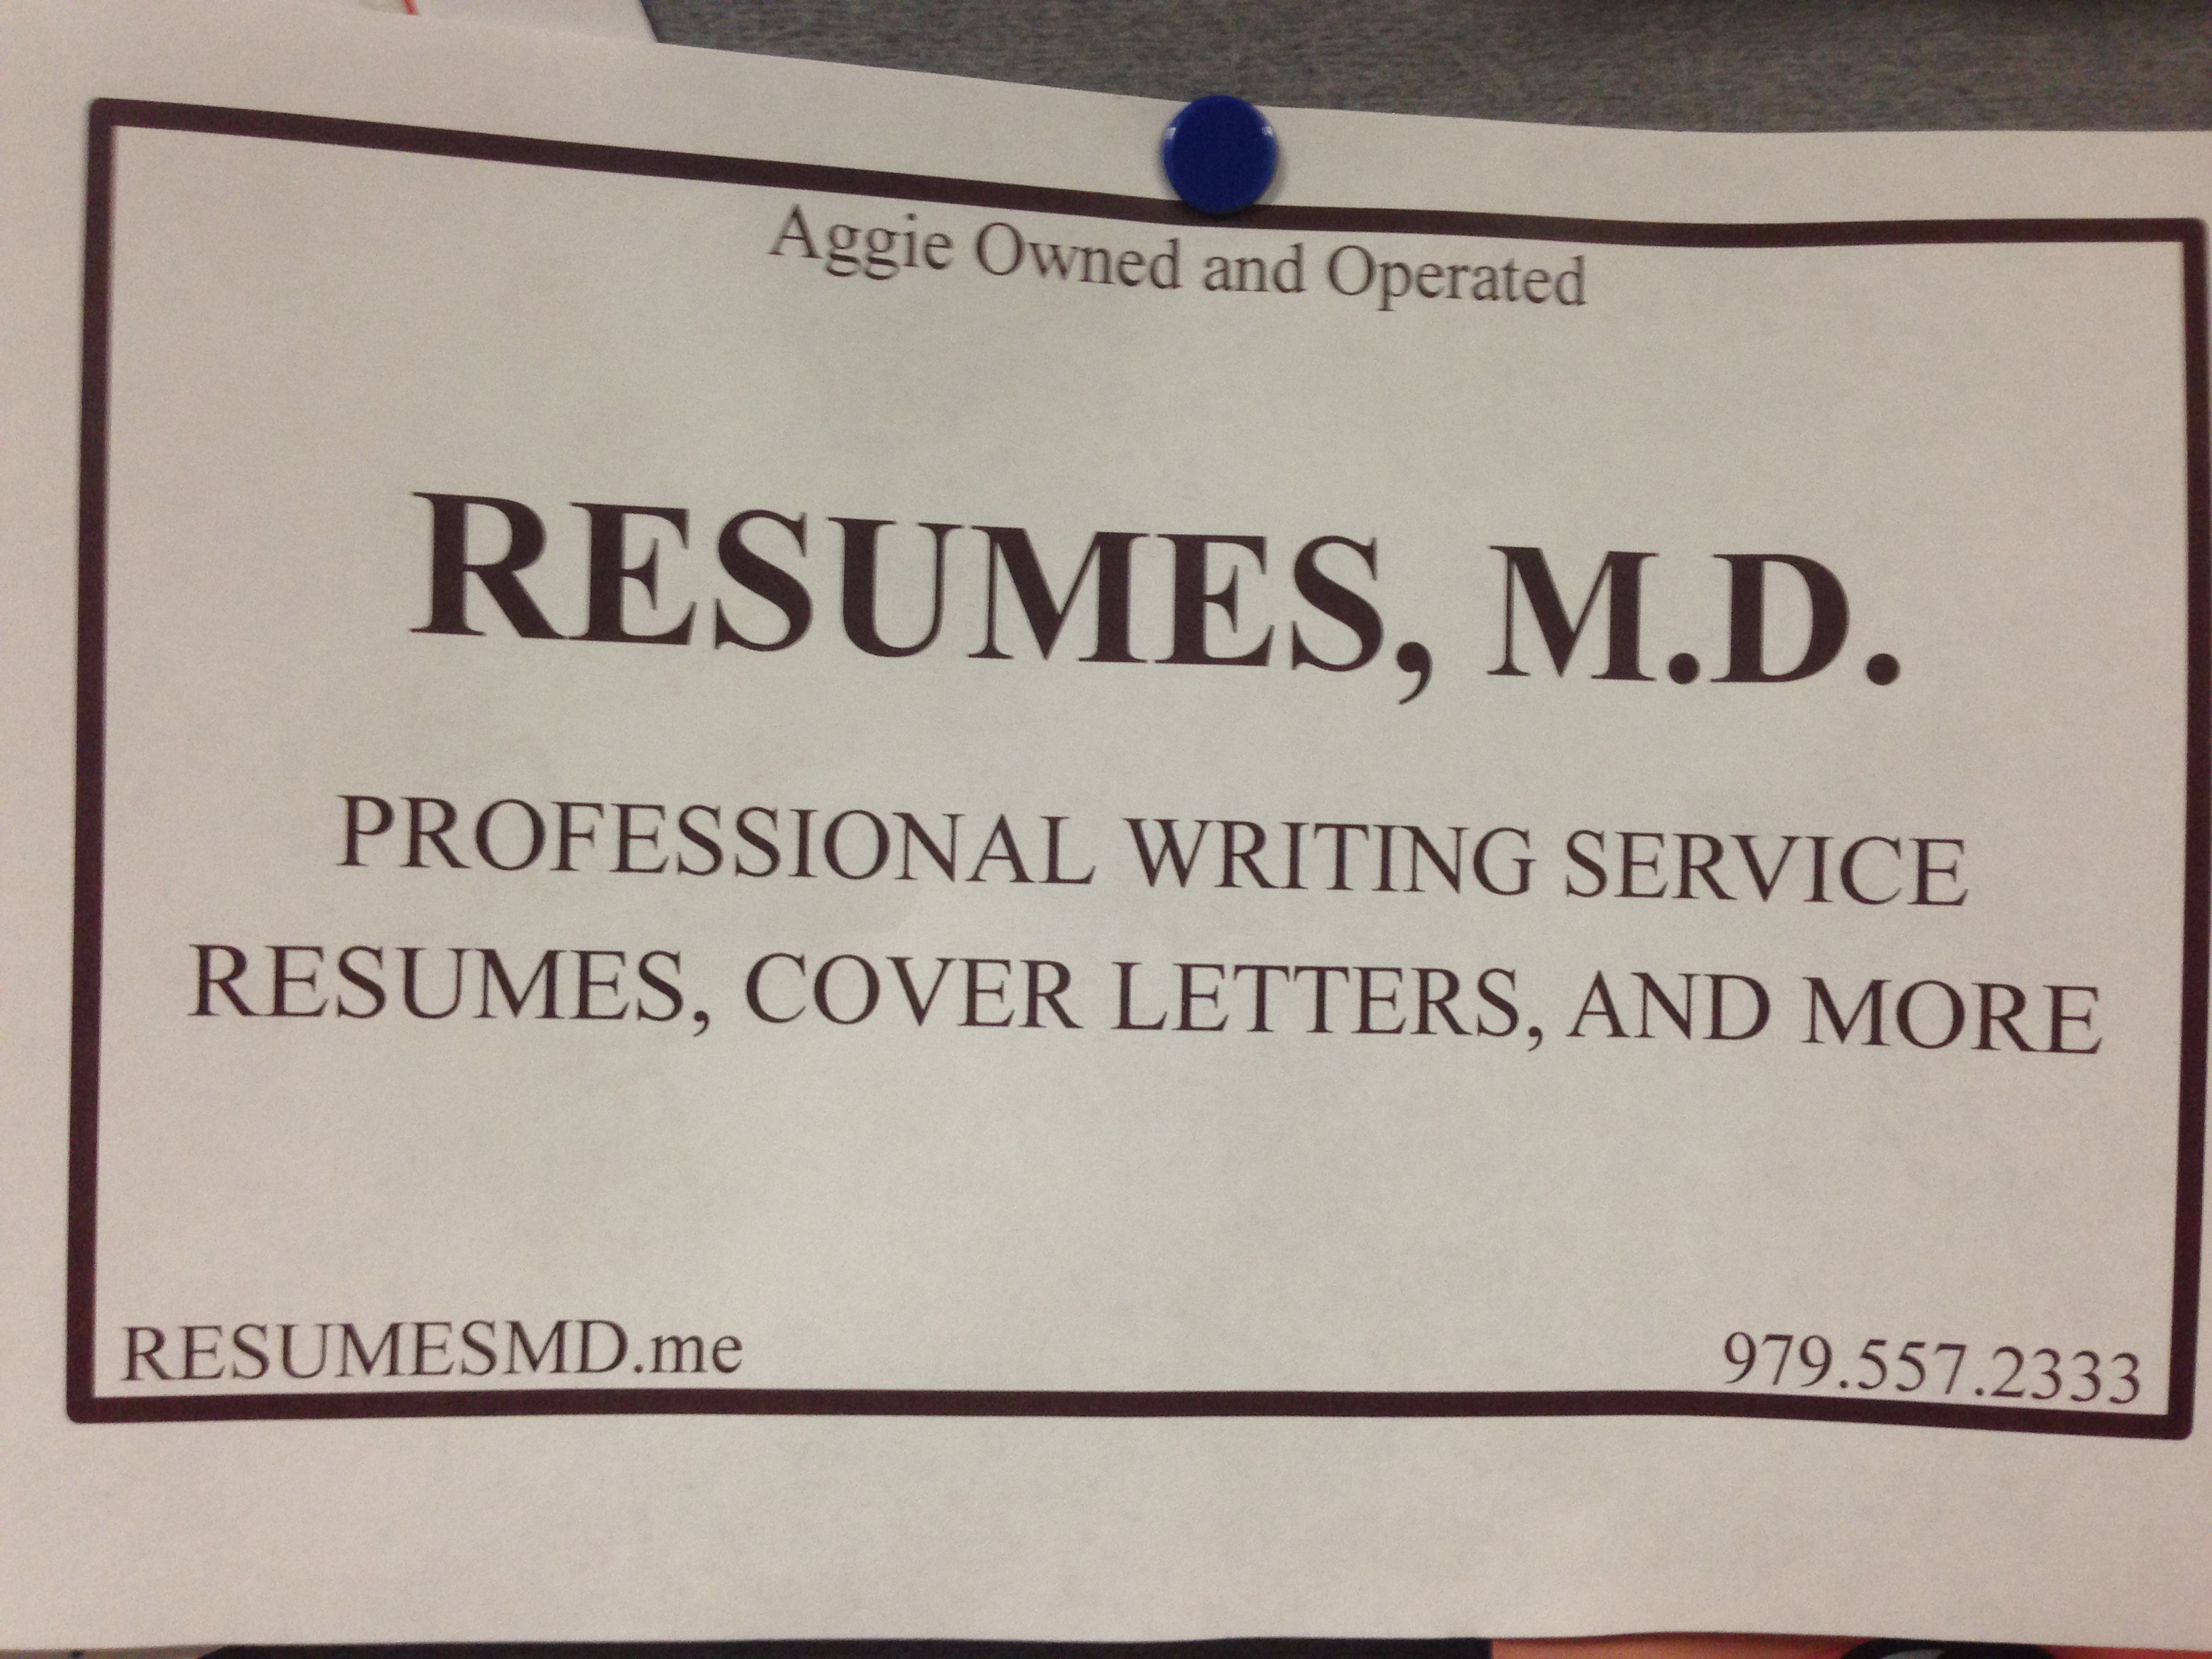 Aggie Owned and Operated
RESUMES, M.D.
PROFESSIONAL WRITING SERVICE
RESUMES, COVER LETTERS, AND MORE
RESUMESMD.me
979.557.2333